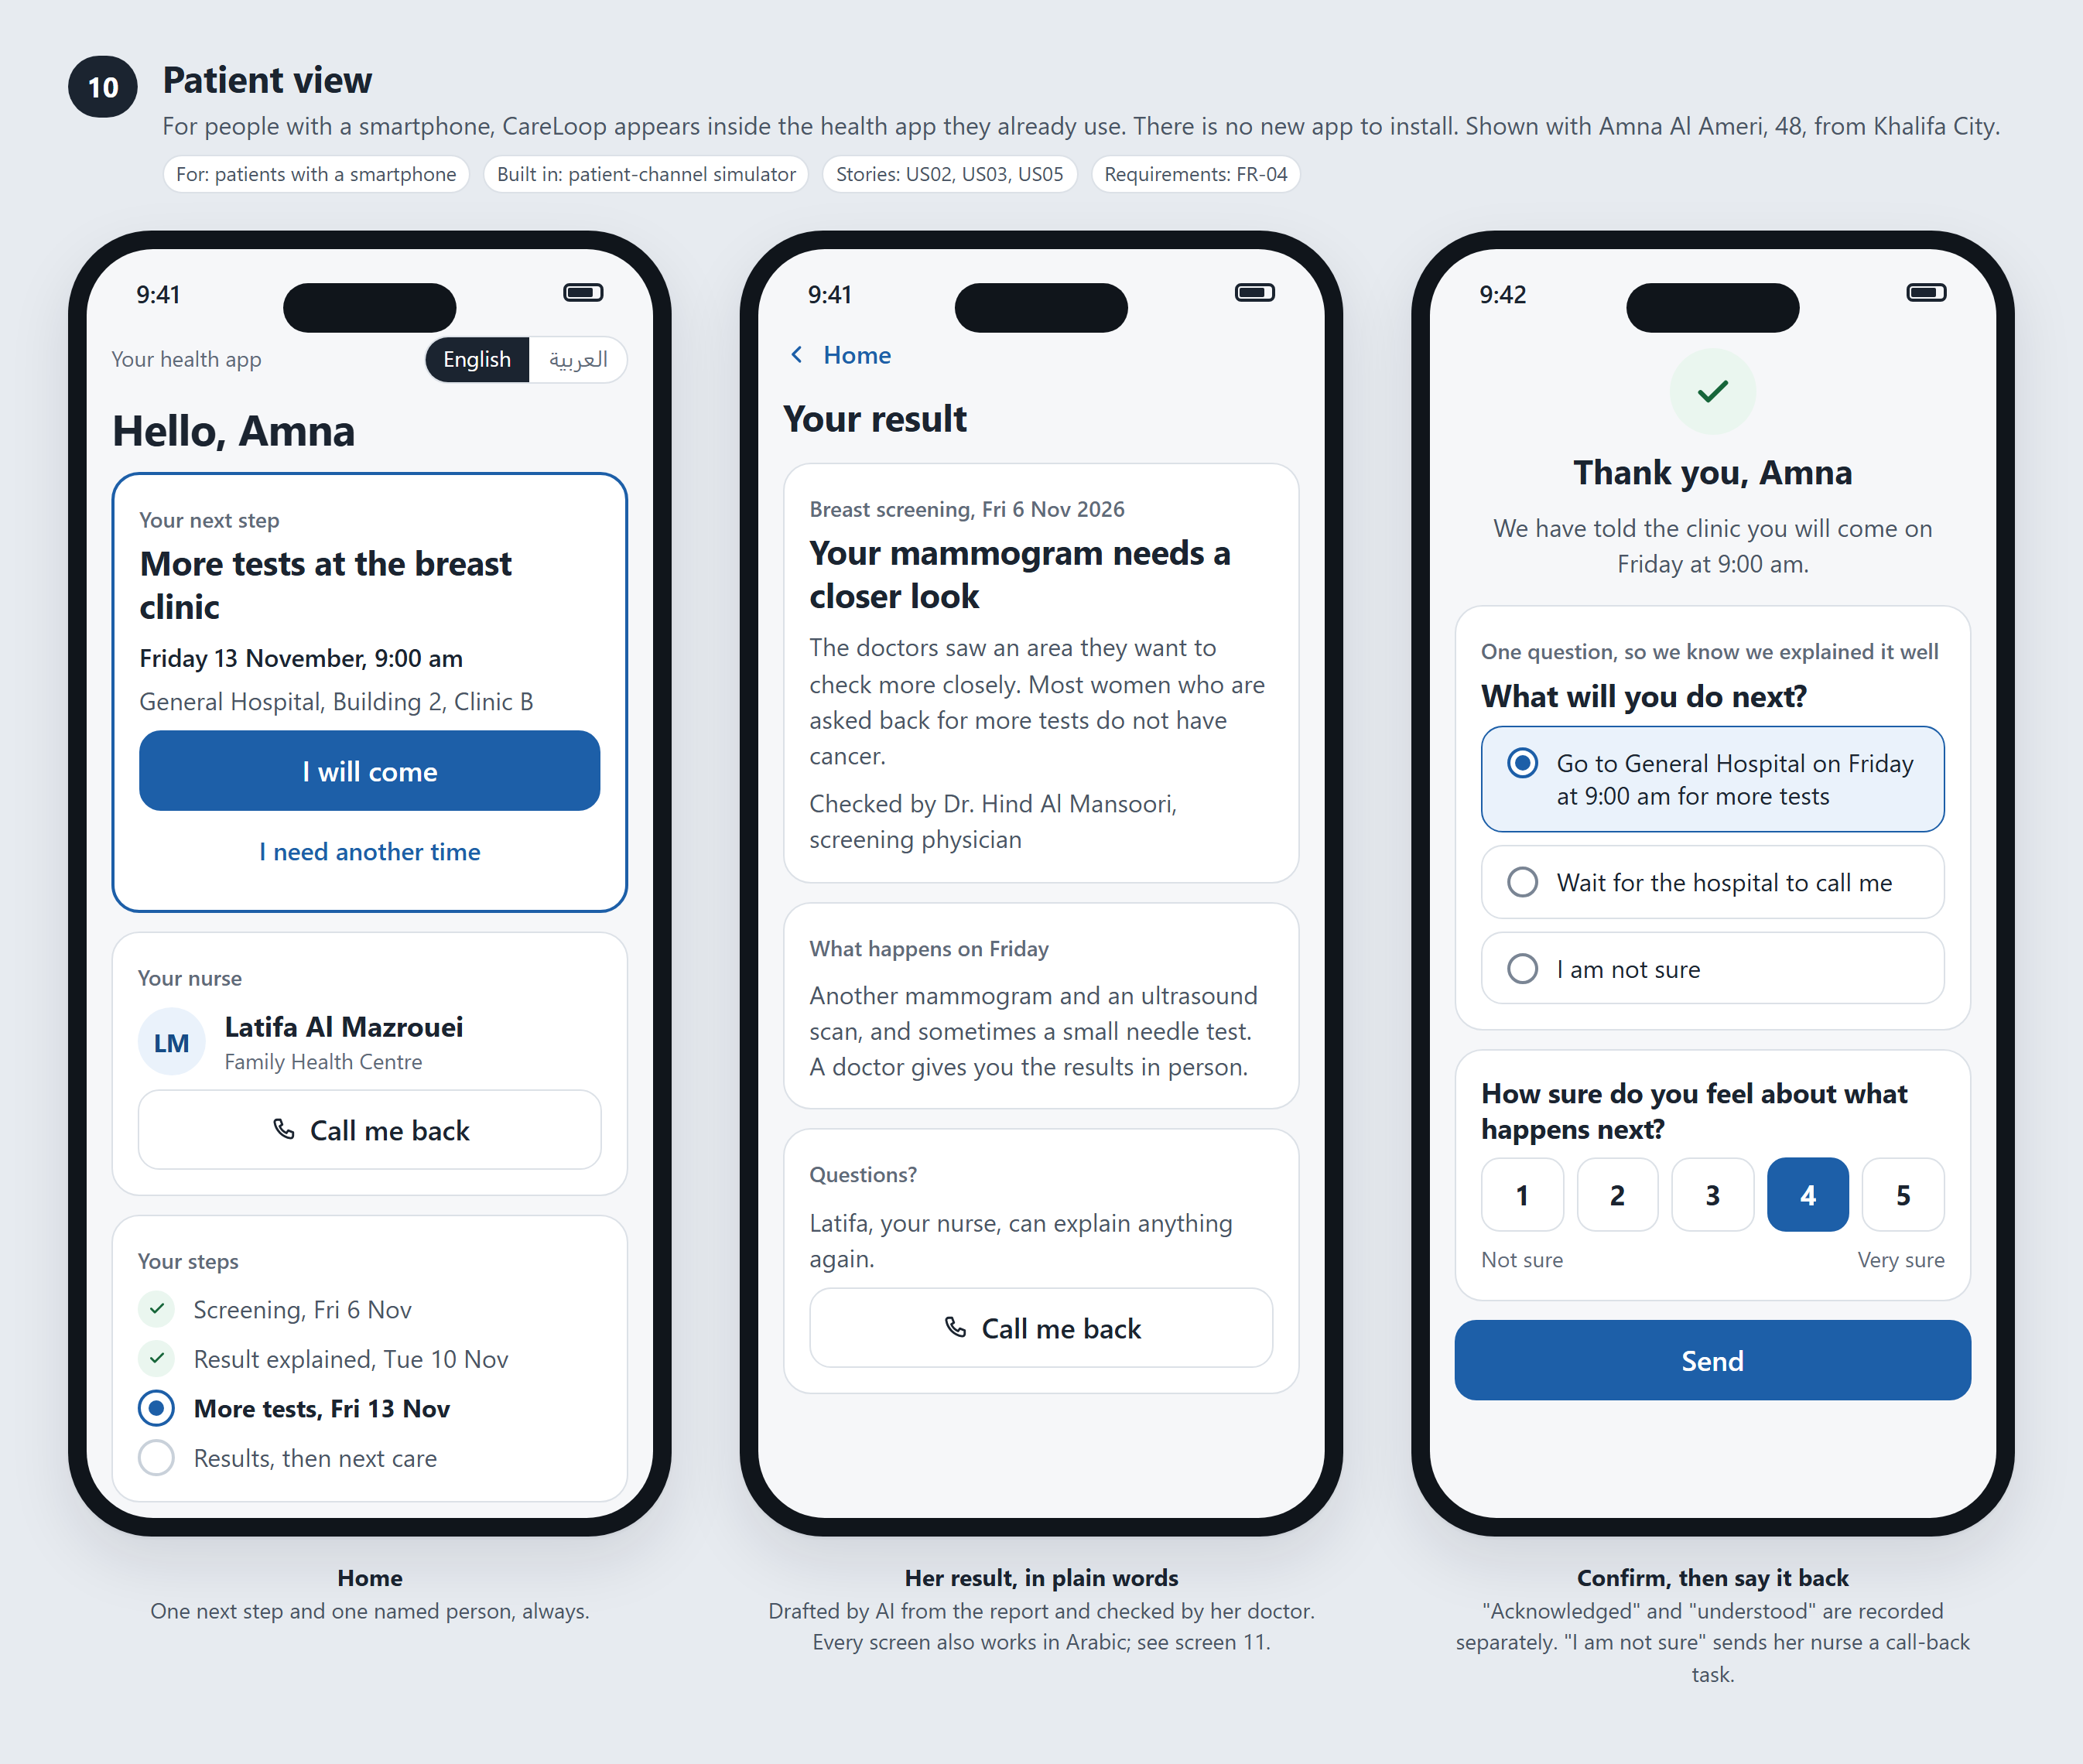 10
Patient view
For people with a smartphone, CareLoop appears inside the health app they already use. There is no new app to install. Shown with Amna Al Ameri, 48, from Khalifa City.
For: patients with a smartphone
Built in: patient-channel simulator
Stories: US02, US03, US05
Requirements: FR-04
9:41
Your health app
English
العربية
Hello, Amna
Your next step
More tests at the breast
clinic
Friday 13 November, 9:00 am
General Hospital, Building 2, Clinic B
I will come
I need another time
Your nurse
LM
Latifa Al Mazrouei
Family Health Centre
Call me back
Your steps
Screening, Fri 6 Nov
Result explained, Tue 10 Nov
More tests, Fri 13 Nov
Results, then next care
Home
One next step and one named person, always.
9:41
Home
Your result
Breast screening, Fri 6 Nov 2026
Your mammogram needs a
closer look
The doctors saw an area they want to
check more closely. Most women who are
asked back for more tests do not have
cancer.
Checked by Dr. Hind Al Mansoori,
screening physician
What happens on Friday
Another mammogram and an ultrasound
scan, and sometimes a small needle test.
A doctor gives you the results in person.
Questions?
Latifa, your nurse, can explain anything
again.
Call me back
Her result, in plain words
Drafted by AI from the report and checked by her doctor.
Every screen also works in Arabic; see screen 11.
9:42
Thank you, Amna
We have told the clinic you will come on
Friday at 9:00 am.
One question, so we know we explained it well
What will you do next?
Go to General Hospital on Friday
at 9:00 am for more tests
Wait for the hospital to call me
I am not sure
How sure do you feel about what
happens next?
1
2
3
4
5
Not sure
Very sure
Send
Confirm, then say it back
"Acknowledged" and "understood" are recorded
separately. "I am not sure" sends her nurse a call-back
task.